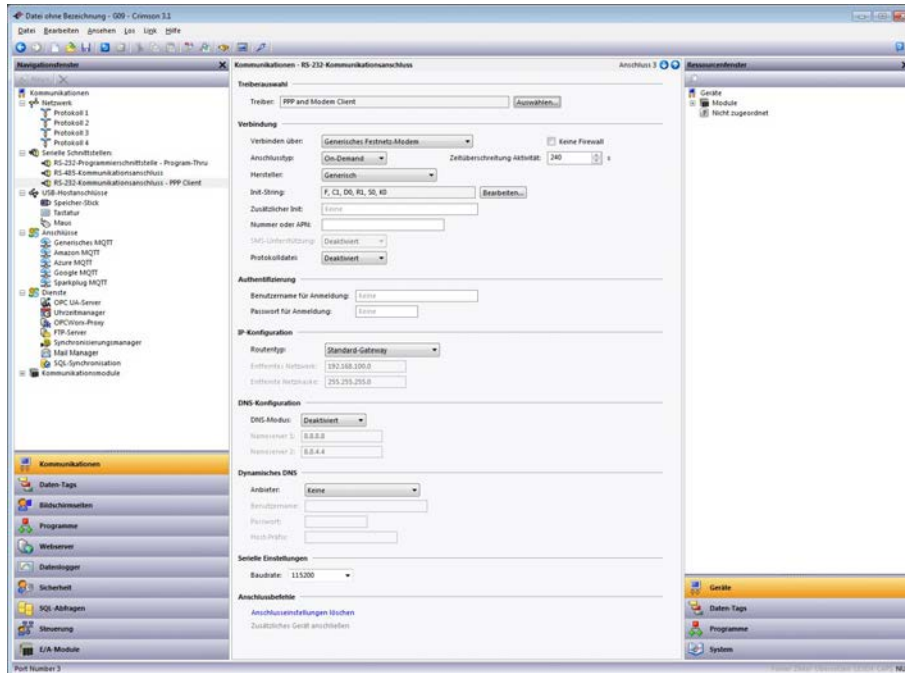 Datei ohne Bezeichnung - G09 - Crimson 3.1
Datei Bearbeiten Ansehen Los Link Hilfe
Navigationsfenster
Kommunikationen
Netzwerk
Protokoll 1
Protokoll 2
Protokoll 3
Protokoll 4
Serielle Schnittstellen
RS-232-Programmierschnittstelle - Program-Thru
RS-485-Kommunikationsanschluss
RS-232-Kommunikationsanschluss - PPP Client
USB-Hostanschlüsse
Speicher-Stick
Tastatur
Maus
Anschlüsse
Generisches MQTT
Amazon MQTT
Azure MQTT
Google MQTT
Sparkplug MQTT
Dienste
OPC UA-Server
Uhrzeitmanager
OPCWorx-Proxy
FTP-Server
Synchronisierungsmanager
Mail Manager
SQL-Synchronisation
Kommunikationsmodule
Kommunikationen
Daten-Tags
Bildschirmseiten
Programme
Webserver
Datenlogger
Sicherheit
SQL-Abfragen
Steuerung
E/A-Module
Kommunikationen - RS-232-Kommunikationsanschluss
Anschluss 3
Treiberauswahl
Treiber: PPP and Modem Client Auswählen...
Verbindung
Verbinden über: Generisches Festnetz-Modem Keine Firewall
Anschlusstyp: On-Demand Zeitüberschreitung Aktivität: 240 s
Hersteller: Generisch
Init-String: F, C1, D0, R1, S0, K0 Bearbeiten...
Zusätzlicher Init: Keine
Nummer oder APN:
SMS-Unterstützung: Deaktiviert
Protokolldatei: Deaktiviert
Authentifizierung
Benutzername für Anmeldung: Keine
Passwort für Anmeldung: Keine
IP-Konfiguration
Routentyp: Standard-Gateway
Entferntes Netzwerk: 192.168.100.0
Entfernte Netzmaske: 255.255.255.0
DNS-Konfiguration
DNS-Modus: Deaktiviert
Nameserver 1: 8.8.8.8
Nameserver 2: 8.8.4.4
Dynamisches DNS
Anbieter: Keine
Benutzername:
Passwort:
Host-Präfix:
Serielle Einstellungen
Baudrate: 115200
Anschlussbefehle
Anschlusseinstellungen löschen
Zusätzliches Gerät anschließen
Ressourcenfenster
Geräte
Module
Nicht zugeordnet
Geräte
Daten-Tags
Programme
System
Port Number 3